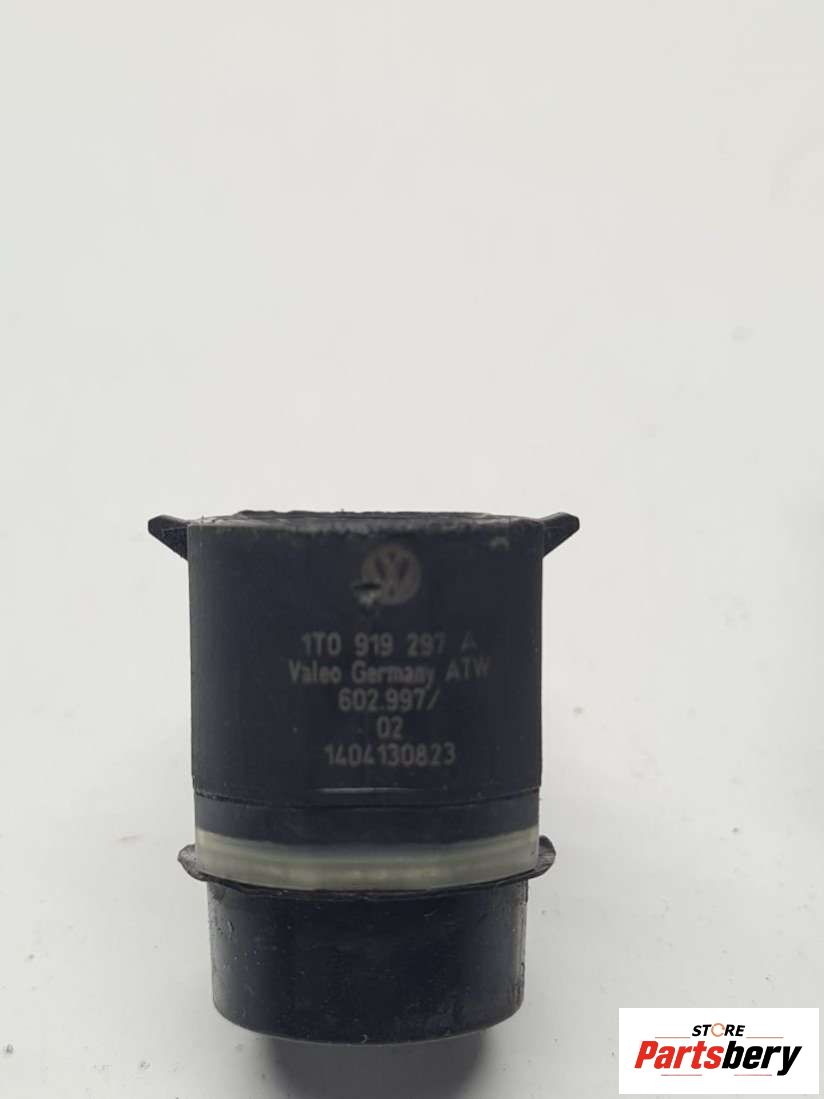 1T0 919 297 A
Valeo Germany ATW
602.997/
02
1404130823
STORE
Partsbery